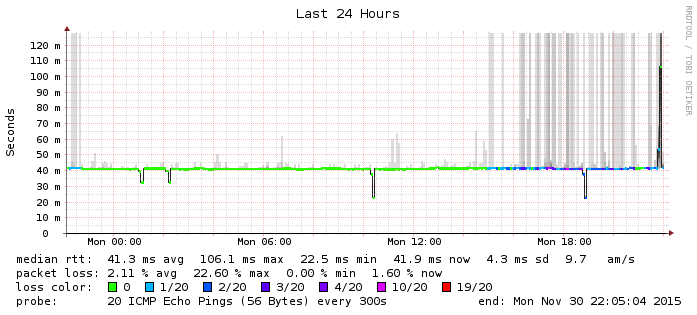 Last 24 Hours
RRDTOOL / TOBI OETIKER
Seconds
120 m
110 m
100 m
90 m
80 m
70 m
60 m
50 m
40 m
30 m
20 m
10 m
0
Mon 00:00 Mon 06:00 Mon 12:00 Mon 18:00
median rtt: 41.3 ms avg 106.1 ms max 22.5 ms min 41.9 ms now 4.3 ms sd 9.7 am/s
packet loss: 2.11 % avg 22.60 % max 0.00 % min 1.60 % now
loss color: 0 1/20 2/20 3/20 4/20 10/20 19/20
probe: 20 ICMP Echo Pings (56 Bytes) every 300s end: Mon Nov 30 22:05:04 2015